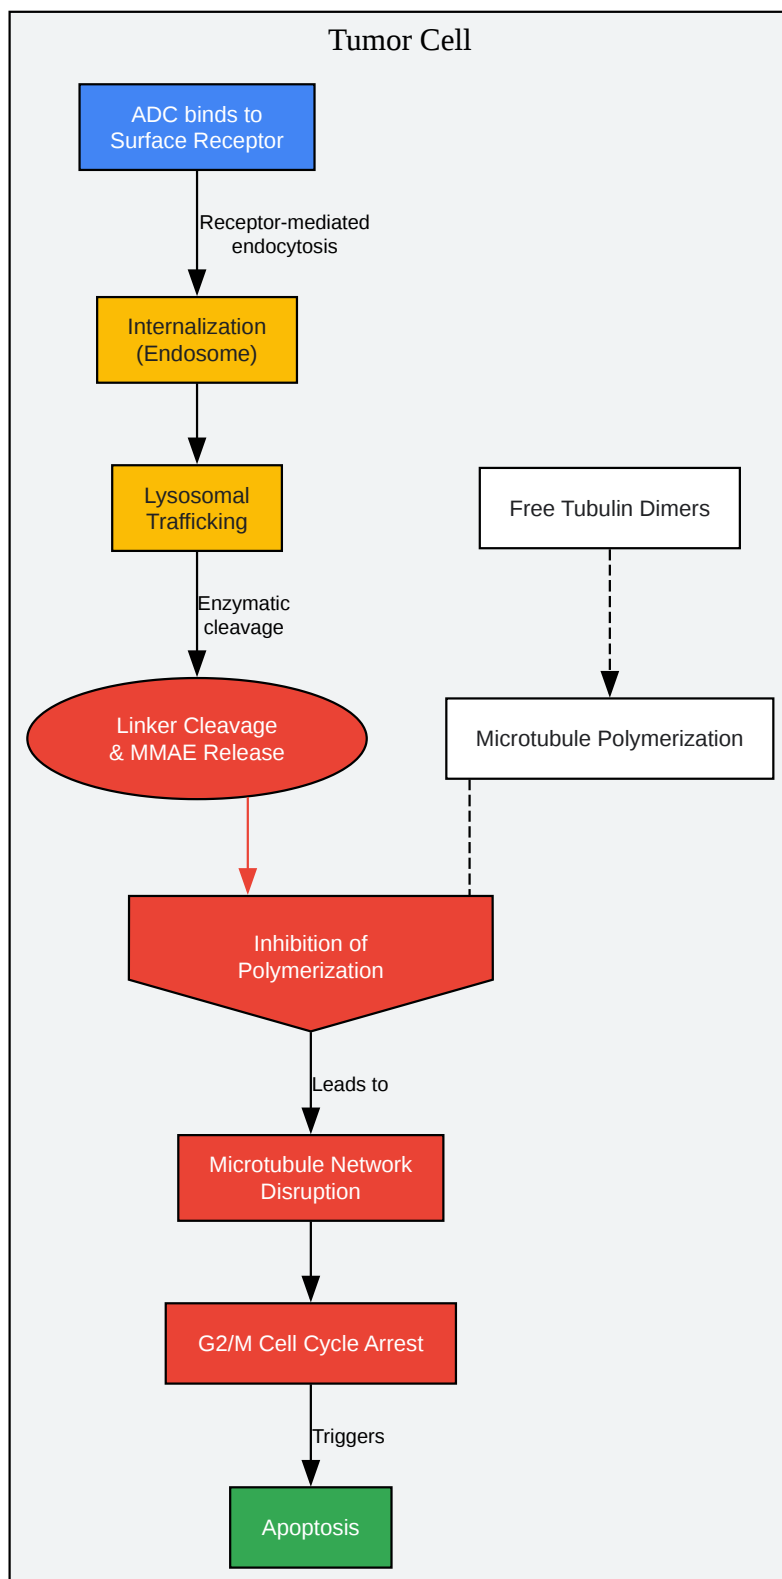 Tumor Cell
ADC binds to
Surface Receptor
Receptor-mediated
endocytosis
Internalization
(Endosome)
Lysosomal
Trafficking
Free Tubulin Dimers
Enzymatic
cleavage
Linker Cleavage
& MMAE Release
Microtubule Polymerization
Inhibition of
Polymerization
Leads to
Microtubule Network
Disruption
G2/M Cell Cycle Arrest
Triggers
Apoptosis